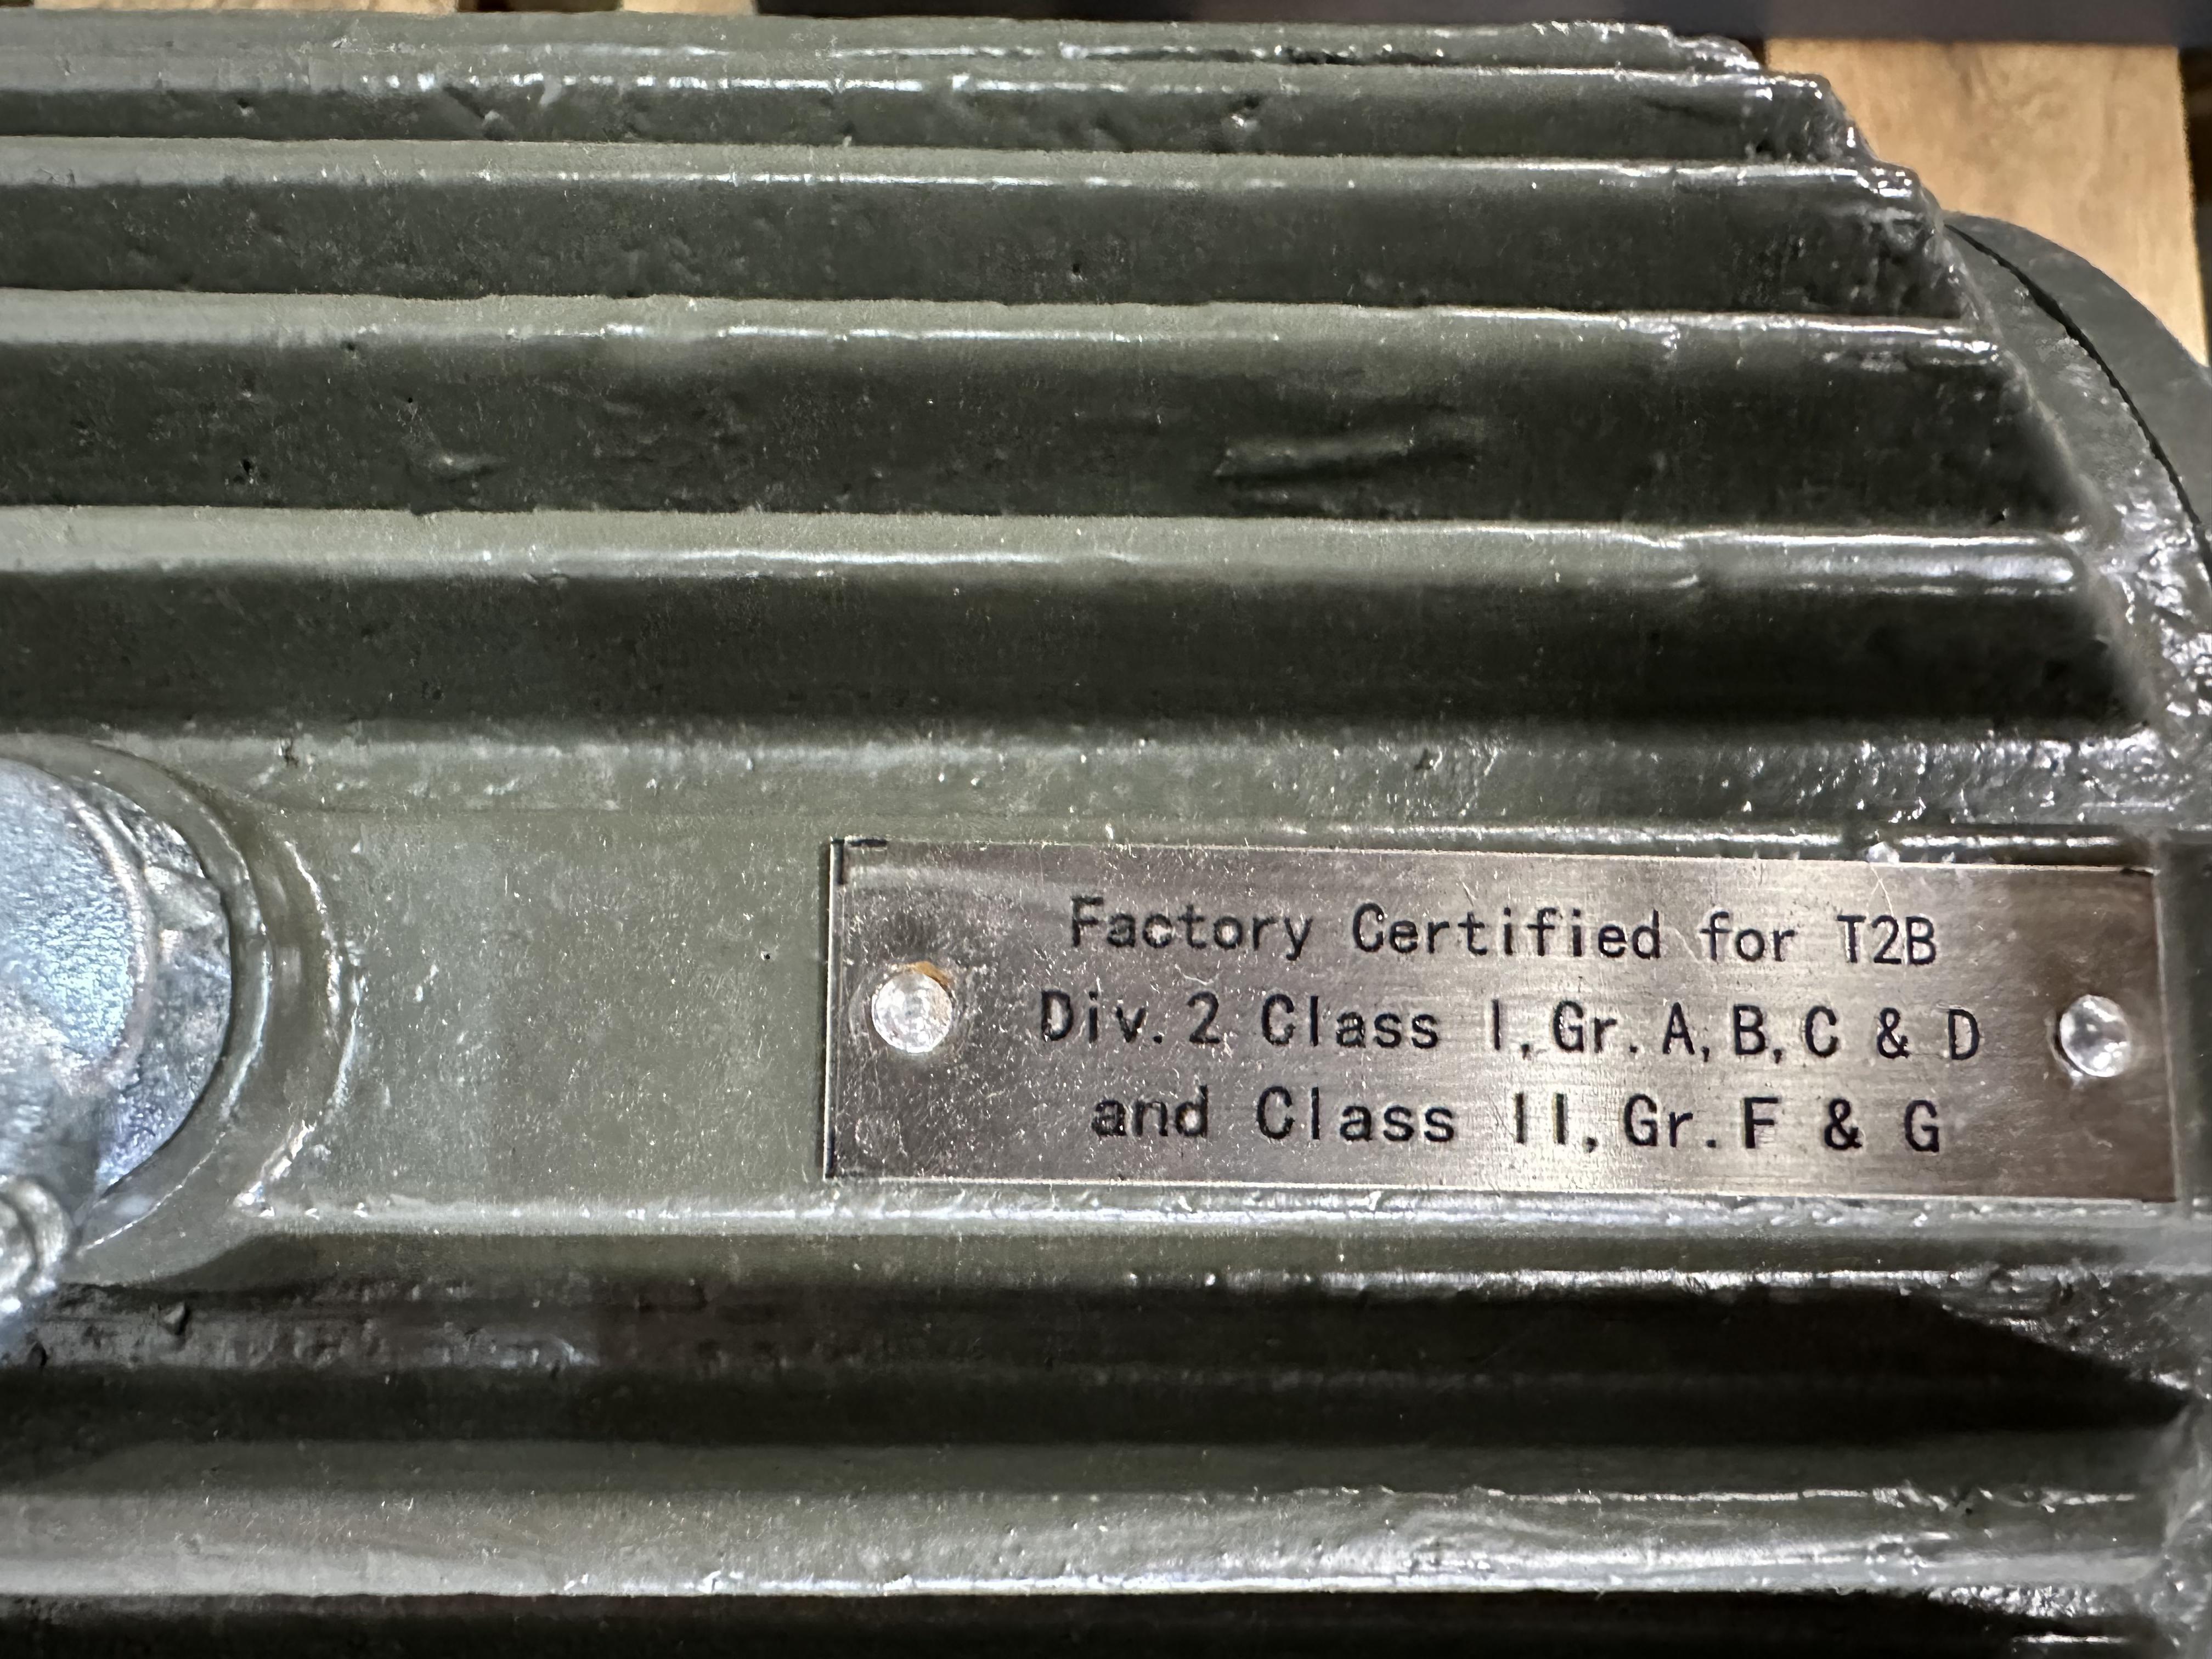 Factory Certified for T2B
Div. 2 Class I, Gr. A, B, C & D
and Class II, Gr. F & G